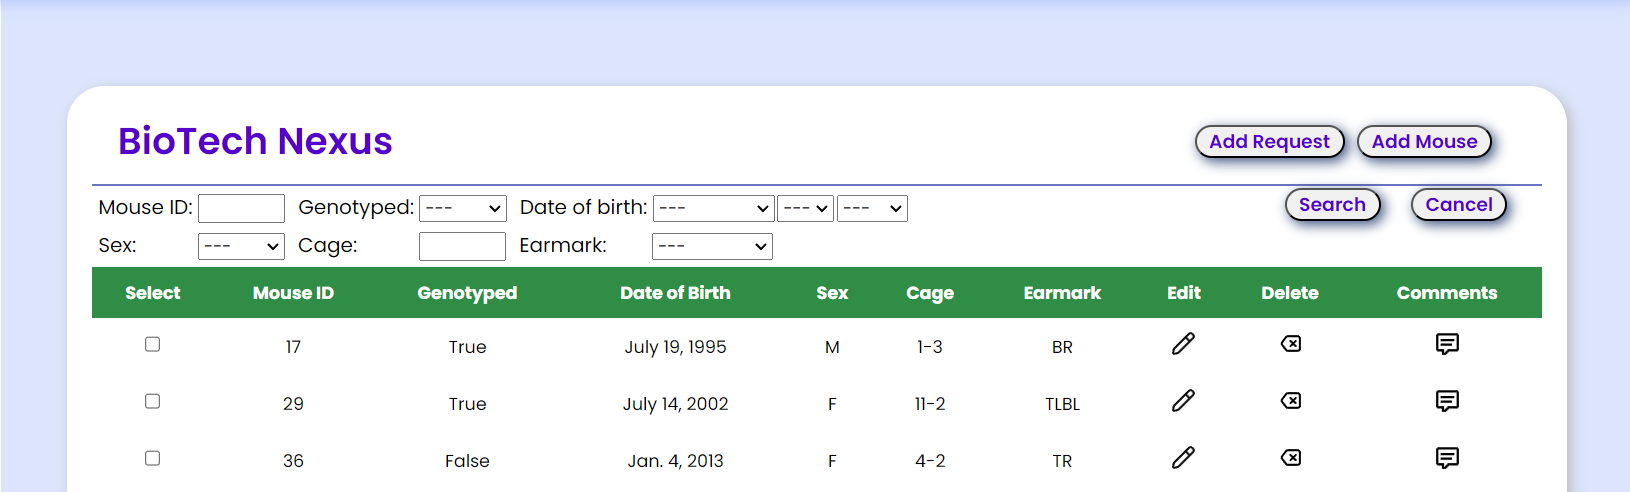 BioTech Nexus Add Request Add Mouse
Mouse ID: Genotyped: --- Date of birth: --- --- --- Search Cancel
Sex: --- Cage: Earmark: ---
Select Mouse ID Genotyped Date of Birth Sex Cage Earmark Edit Delete Comments
17 True July 19, 1995 M 1-3 BR
29 True July 14, 2002 F 11-2 TLBL
36 False Jan. 4, 2013 F 4-2 TR